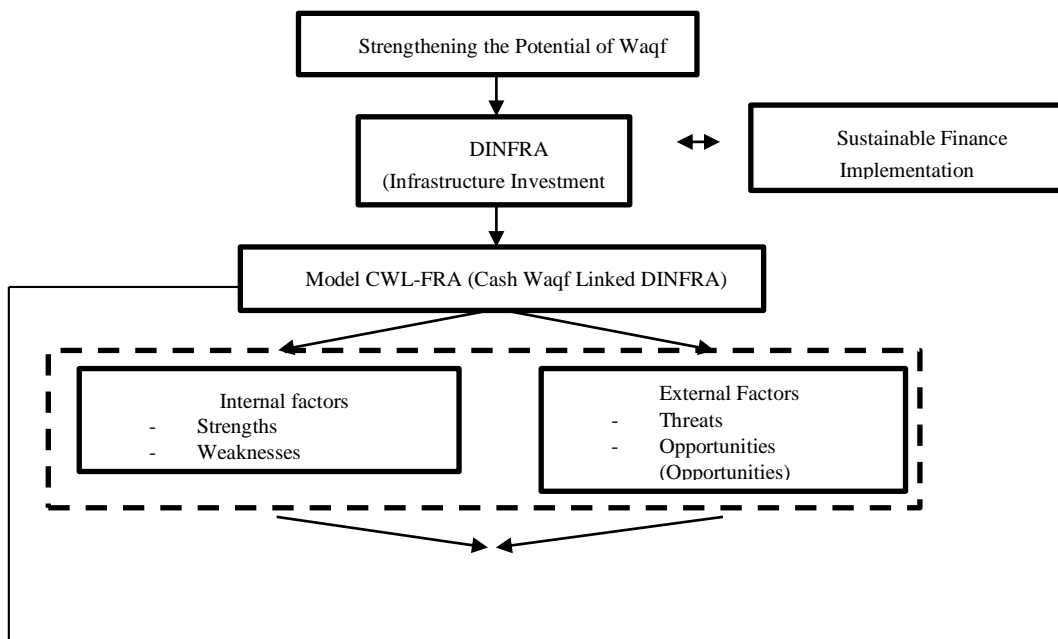 Strengthening the Potential of Waqf
DINFRA
(Infrastructure Investment
Sustainable Finance
Implementation
Model CWL-FRA (Cash Waqf Linked DINFRA)
Internal factors
- Strengths
- Weaknesses
External Factors
- Threats
- Opportunities
(Opportunities)